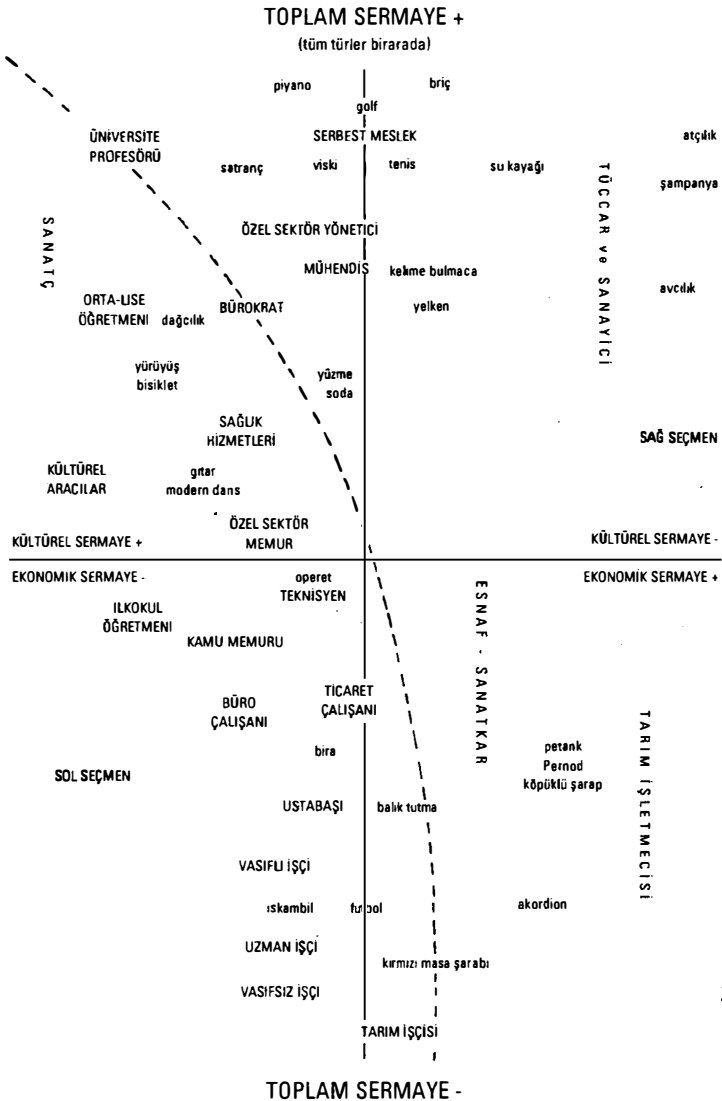 TOPLAM SERMAYE +
(tüm türler birarada)
piyano
briç
golf
ÜNİVERSİTE
PROFESÖRÜ
SERBEST MESLEK
atçılık
satranç
viski
tenis
su kayağı
şampanya
TÜCCAR ve SANAYİCİ
SANATÇ
ÖZEL SEKTÖR YÖNETİCİ
MÜHENDİS
kelime bulmaca
avcılık
ORTA-LİSE
ÖĞRETMENİ
dağcılık
BÜROKRAT
yelken
yürüyüş
bisiklet
yüzme
soda
SAĞLIK
HİZMETLERİ
SAĞ SEÇMEN
KÜLTÜREL
ARACILAR
gıtar
modern dans
ÖZEL SEKTÖR
MEMUR
KÜLTÜREL SERMAYE +
KÜLTÜREL SERMAYE -
EKONOMİK SERMAYE -
EKONOMİK SERMAYE +
operet
TEKNİSYEN
ESNAF - SANATKAR
ILKOKUL
ÖĞRETMENI
KAMU MEMURU
BÜRO
ÇALIŞANI
TİCARET
ÇALIŞANI
TARIM İŞLETMECİSİ
bira
petank
Pernod
köpüklü şarap
SOL SEÇMEN
USTABAŞI
balık tutma
VASIFLI İŞÇİ
ıskambil
futbol
akordion
UZMAN İŞÇİ
kırmızı masa şarabı
VASIFSIZ İŞÇİ
TARIM İŞÇİSİ
TOPLAM SERMAYE -